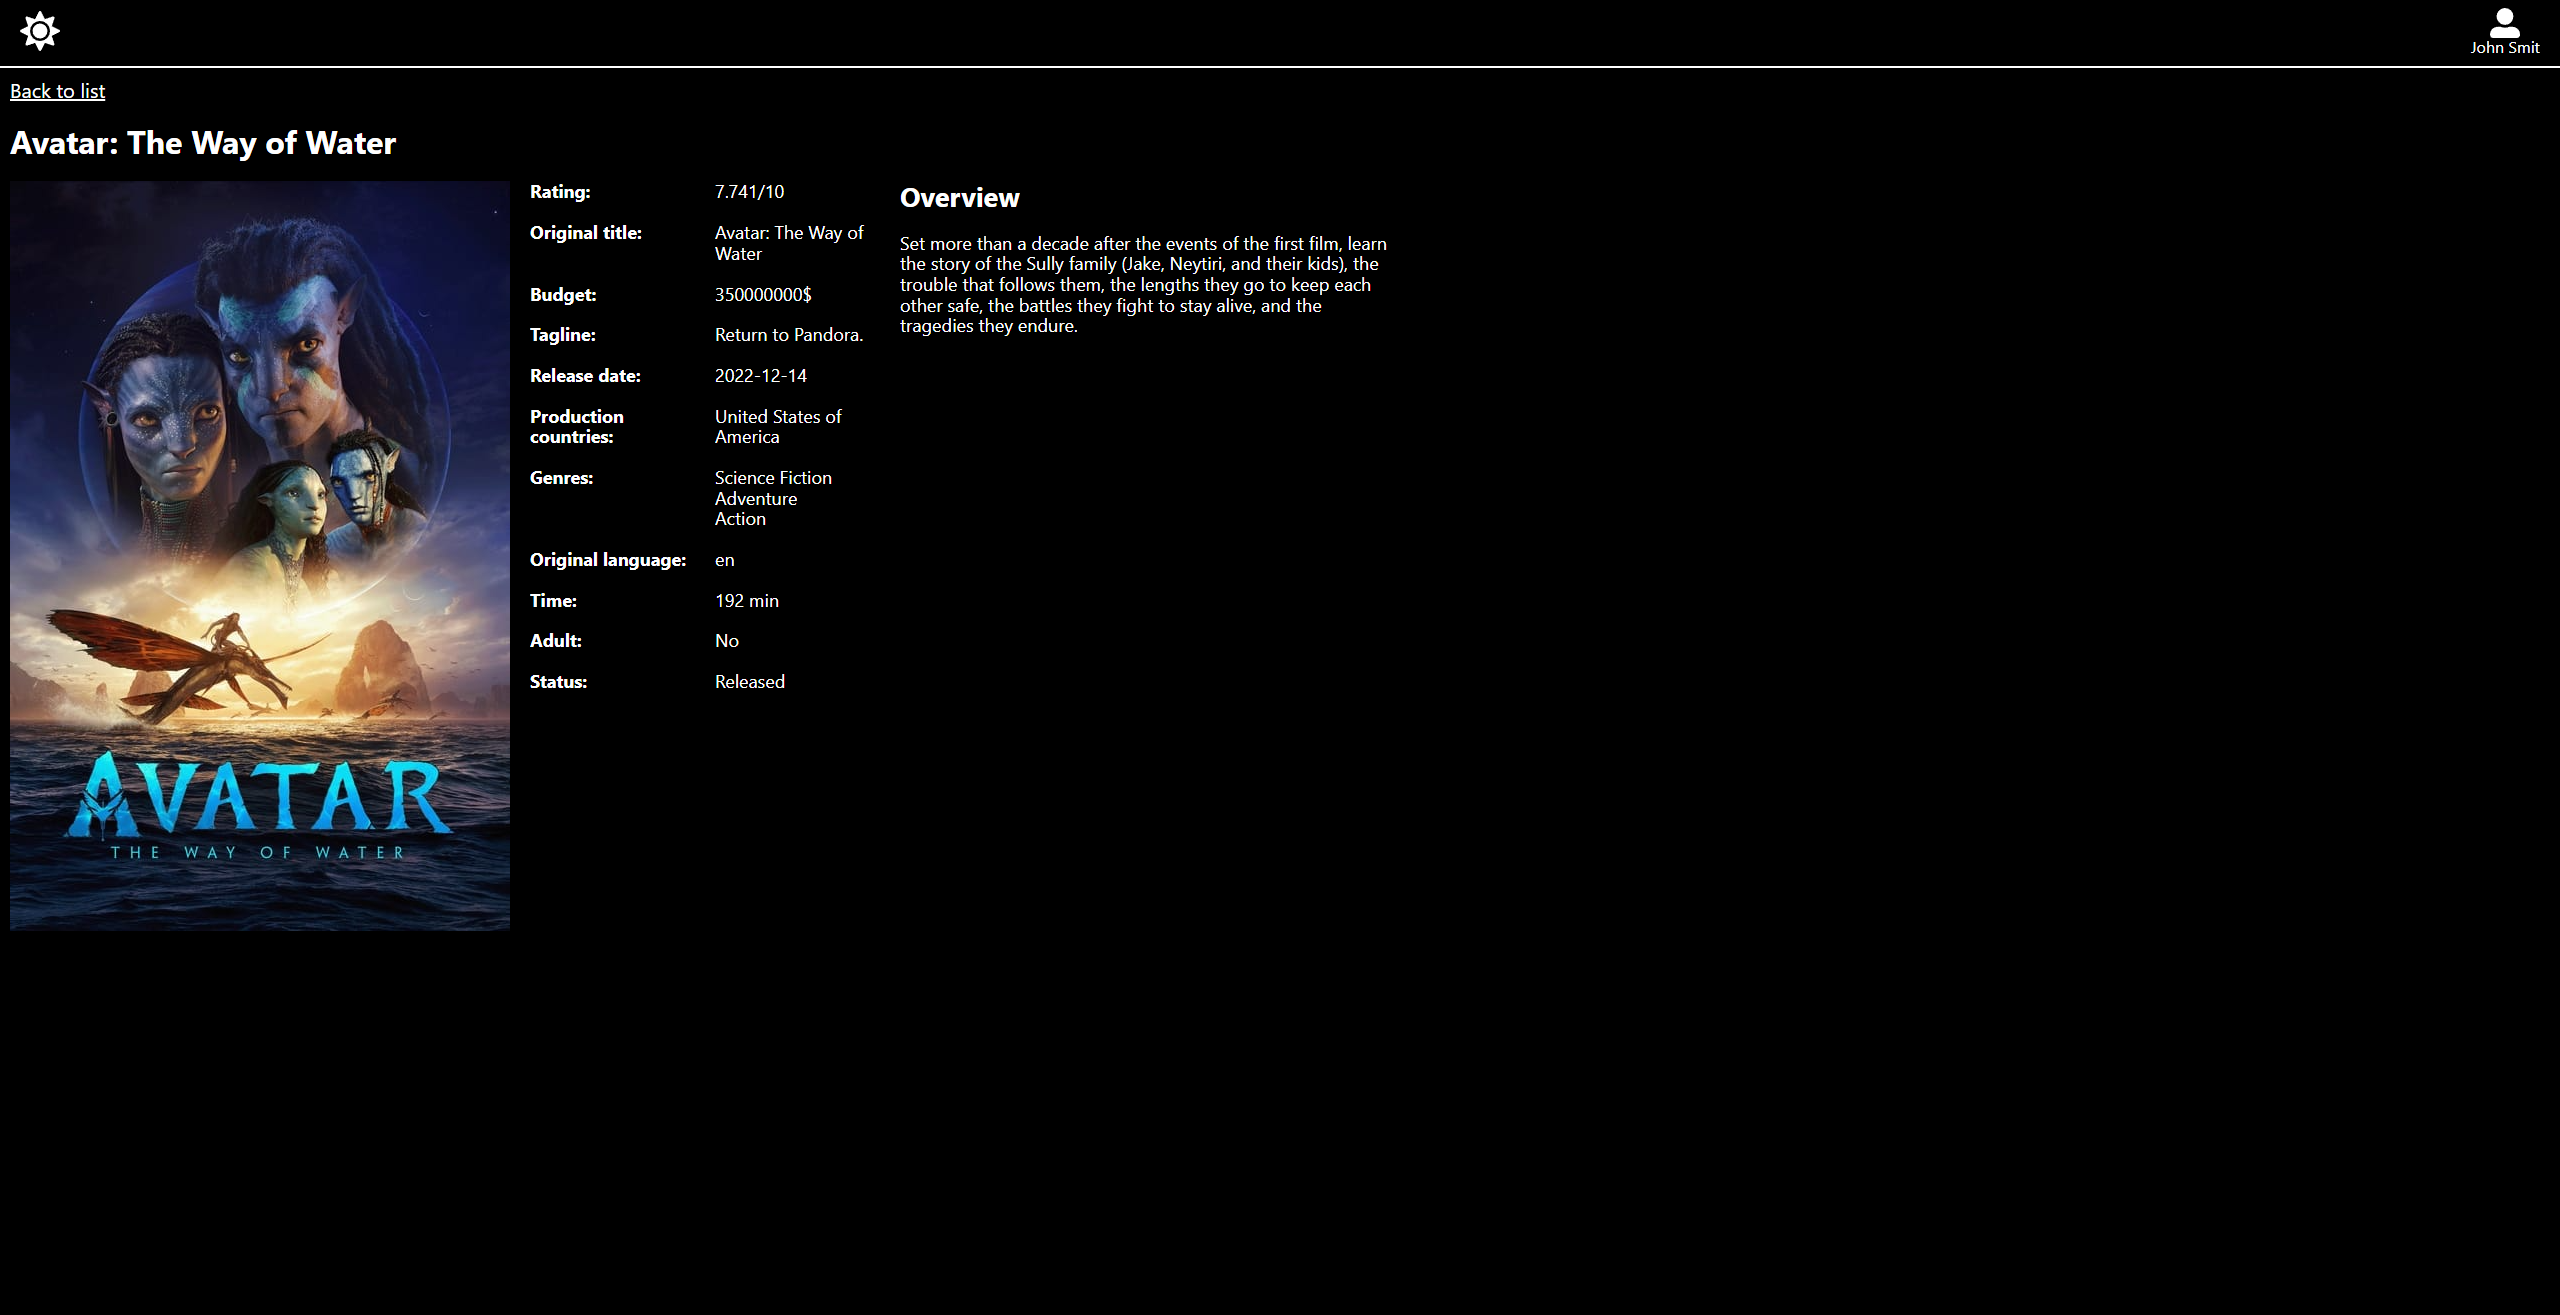 John Smit
Back to list
Avatar: The Way of Water
Rating: 7.741/10
Original title: Avatar: The Way of
Water
Budget: 350000000$
Tagline: Return to Pandora.
Release date: 2022-12-14
Production United States of
countries: America
Genres: Science Fiction
Adventure
Action
Original language: en
Time: 192 min
Adult: No
Status: Released
Overview
Set more than a decade after the events of the first film, learn
the story of the Sully family (Jake, Neytiri, and their kids), the
trouble that follows them, the lengths they go to keep each
other safe, the battles they fight to stay alive, and the
tragedies they endure.
AVATAR
THE WAY OF WATER